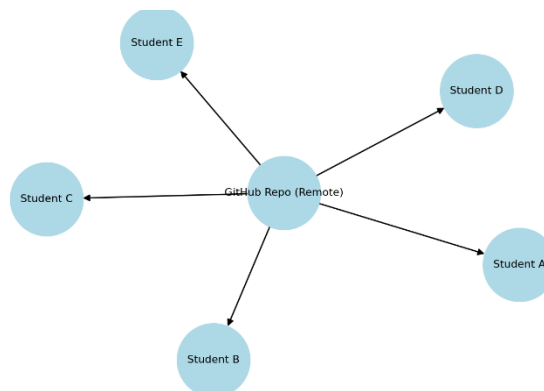 Student E
Student D
GitHub Repo (Remote)
Student C
Student A
Student B